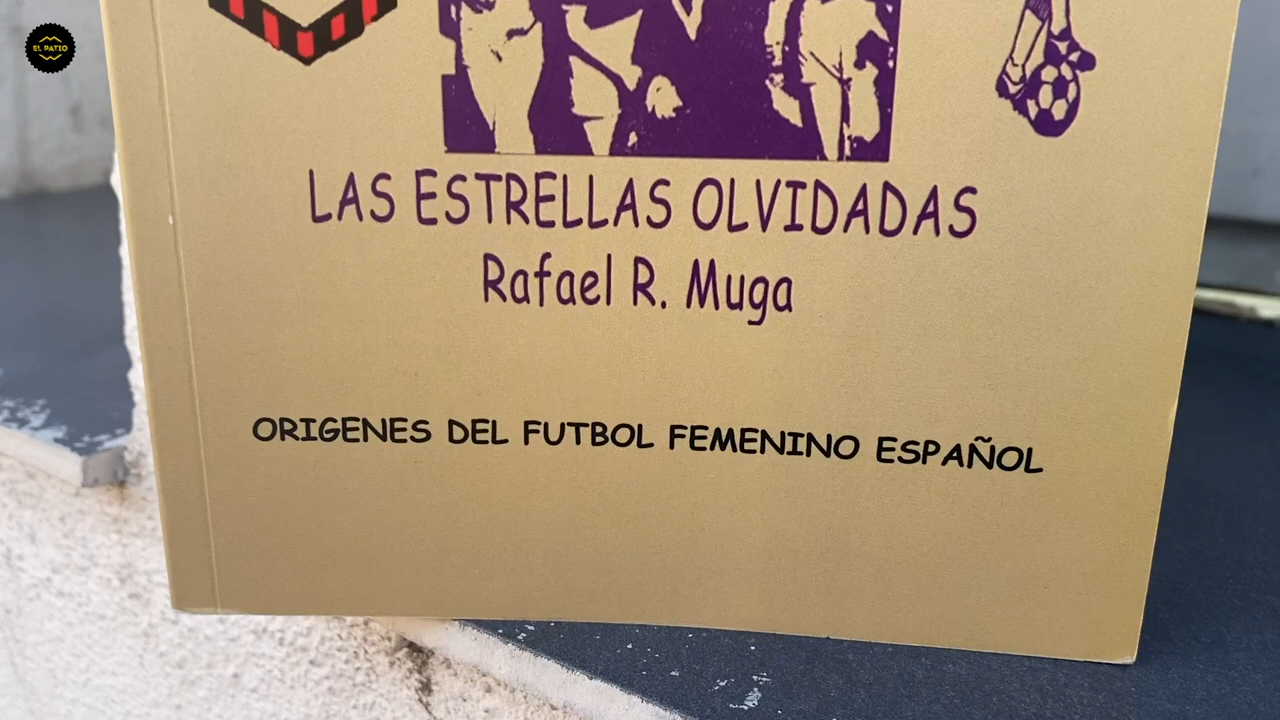 EL PATIO
LAS ESTRELLAS OLVIDADAS
Rafael R. Muga
ORIGENES DEL FUTBOL FEMENINO ESPAÑOL